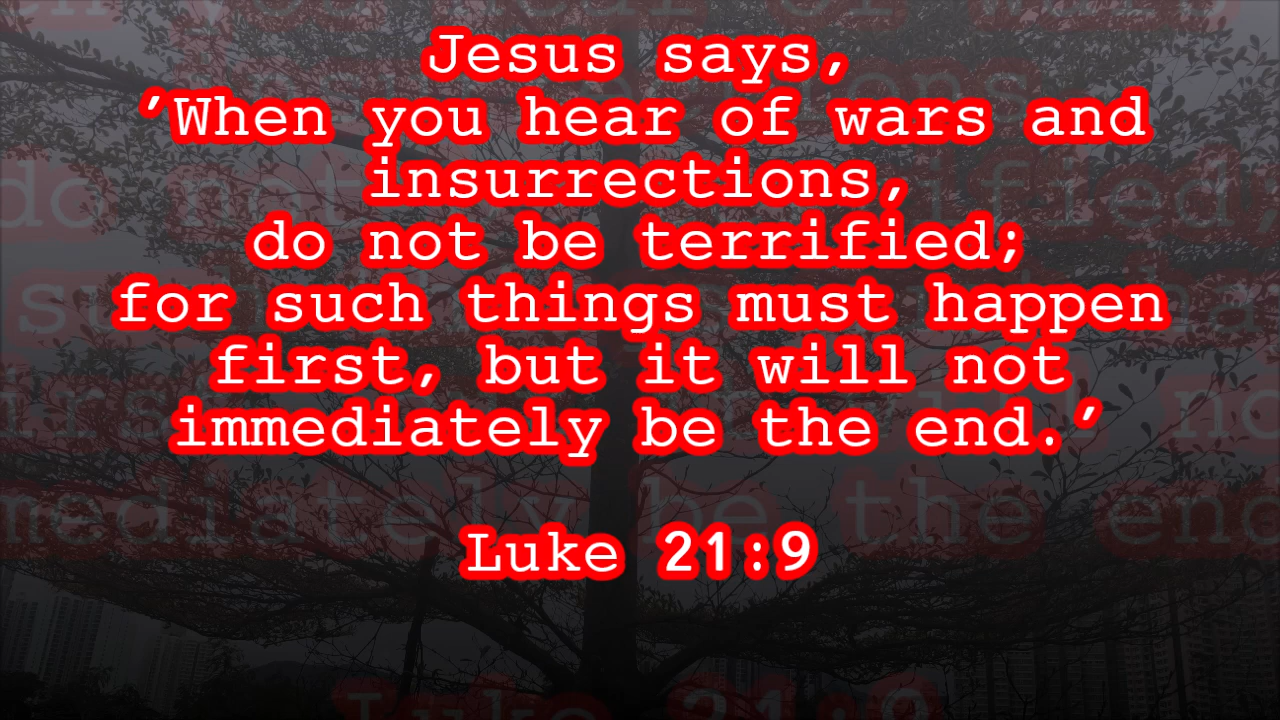 Jesus says,
’When you hear of wars and
insurrections,
do not be terrified;
for such things must happen
first, but it will not
immediately be the end.’
Luke 21:9